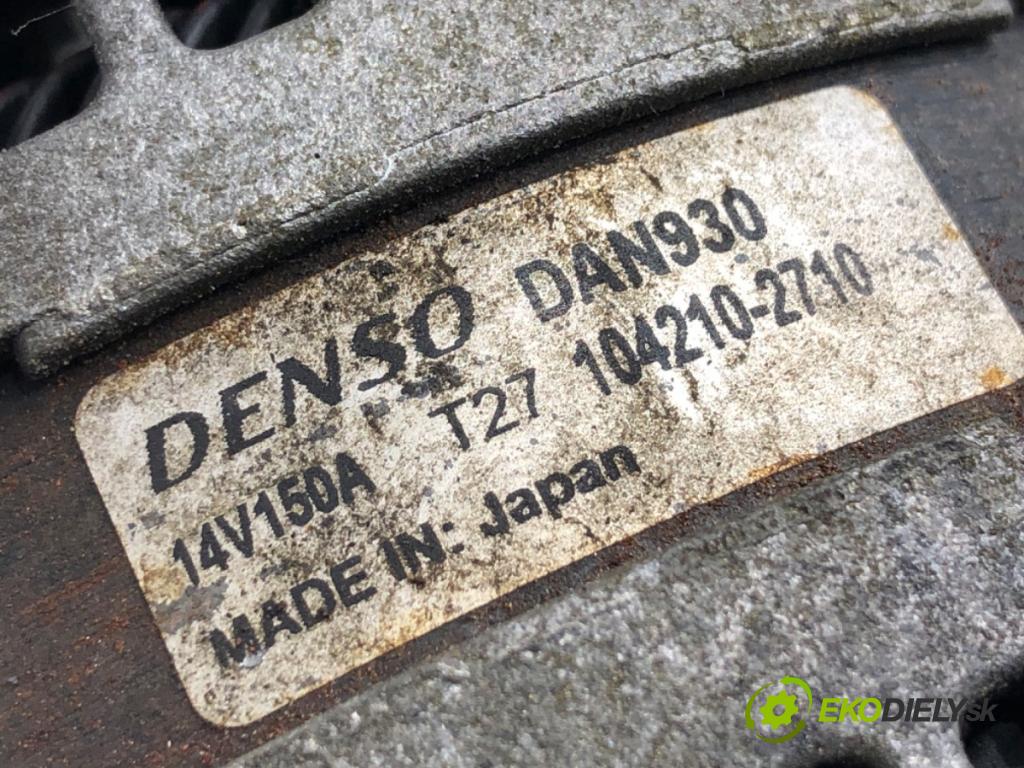 DENSO DAN930
14V150A T27 104210-2710
MADE IN: Japan
EKODIELY.sk